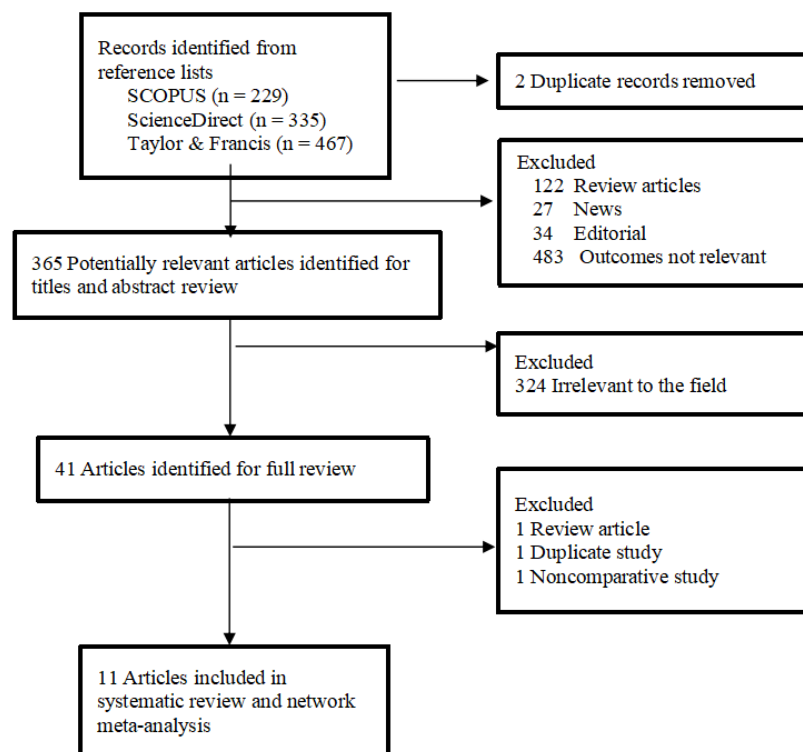 Records identified from
reference lists
SCOPUS (n = 229)
ScienceDirect (n = 335)
Taylor & Francis (n = 467)
2 Duplicate records removed
Excluded
122 Review articles
27 News
34 Editorial
483 Outcomes not relevant
365 Potentially relevant articles identified for
titles and abstract review
Excluded
324 Irrelevant to the field
41 Articles identified for full review
Excluded
1 Review article
1 Duplicate study
1 Noncomparative study
11 Articles included in
systematic review and network
meta-analysis